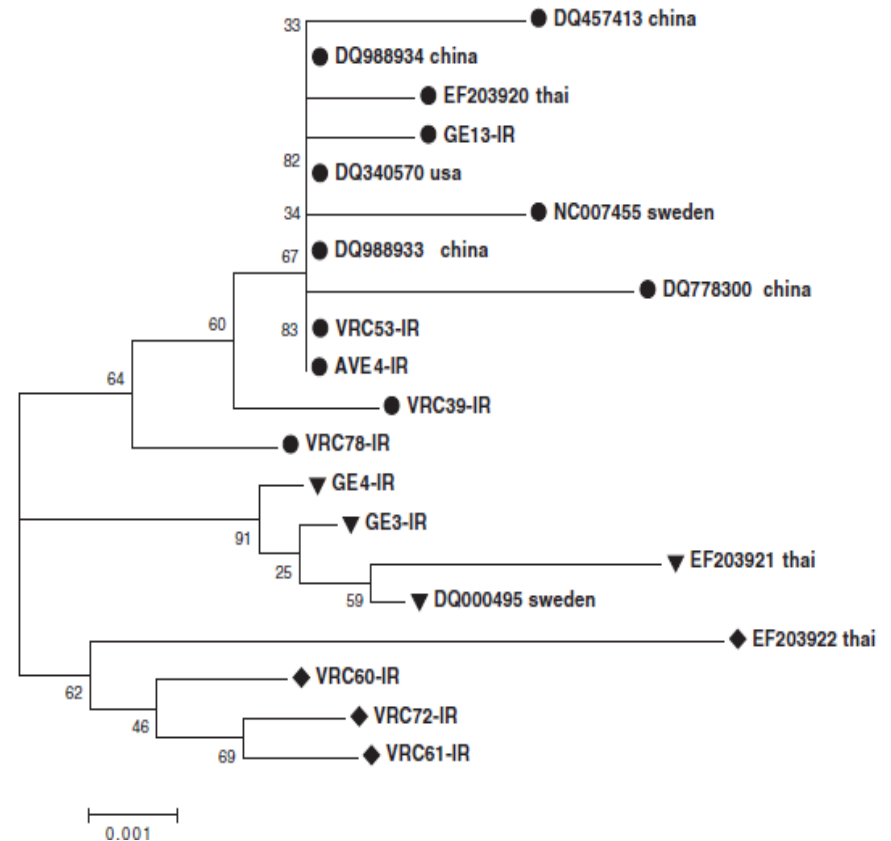 33
DQ457413 china
DQ988934 china
EF203920 thai
GE13-IR
82
DQ340570 usa
34
NC007455 sweden
67
DQ988933 china
DQ778300 china
60
83
VRC53-IR
AVE4-IR
64
VRC39-IR
VRC78-IR
GE4-IR
91
GE3-IR
25
EF203921 thai
59
DQ000495 sweden
EF203922 thai
62
VRC60-IR
46
VRC72-IR
69
VRC61-IR
0.001